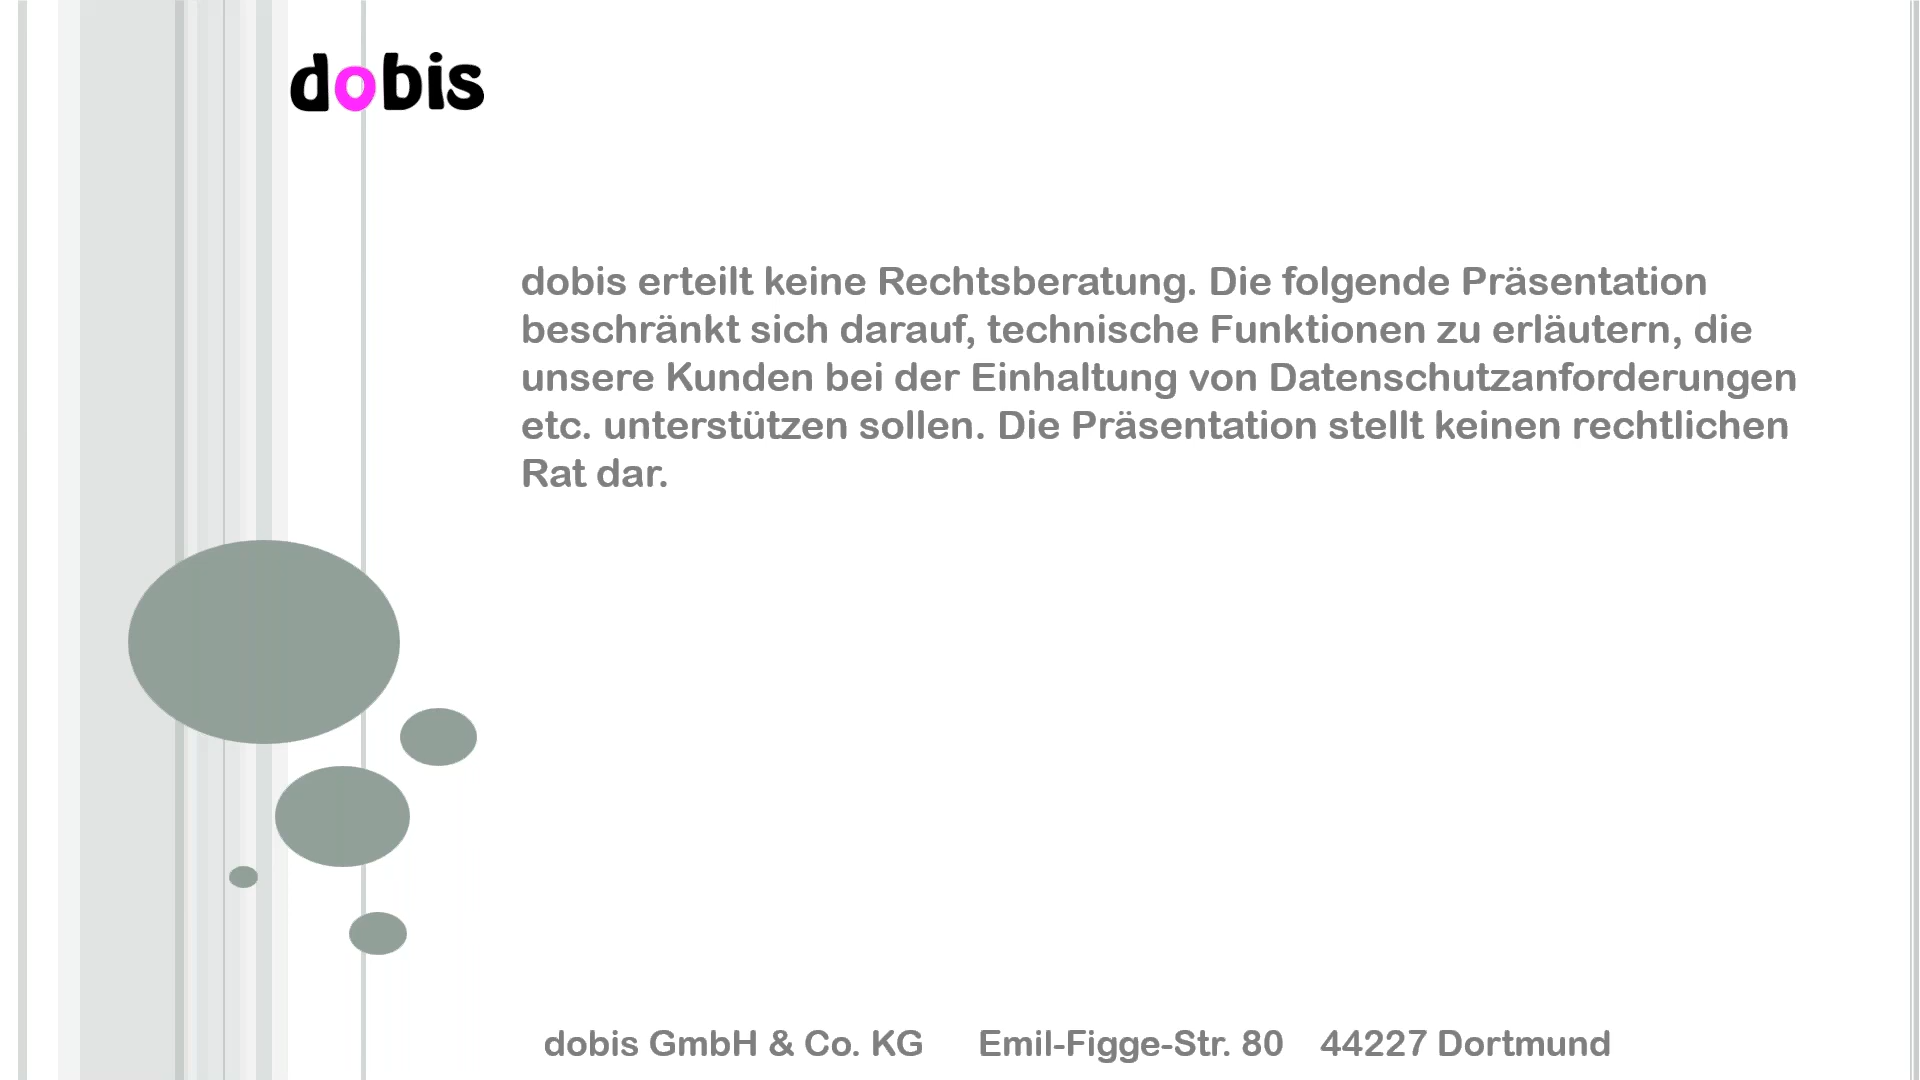 dobis
dobis erteilt keine Rechtsberatung. Die folgende Präsentation
beschränkt sich darauf, technische Funktionen zu erläutern, die
unsere Kunden bei der Einhaltung von Datenschutzanforderungen
etc. unterstützen sollen. Die Präsentation stellt keinen rechtlichen
Rat dar.
dobis GmbH & Co. KG Emil-Figge-Str. 80 44227 Dortmund